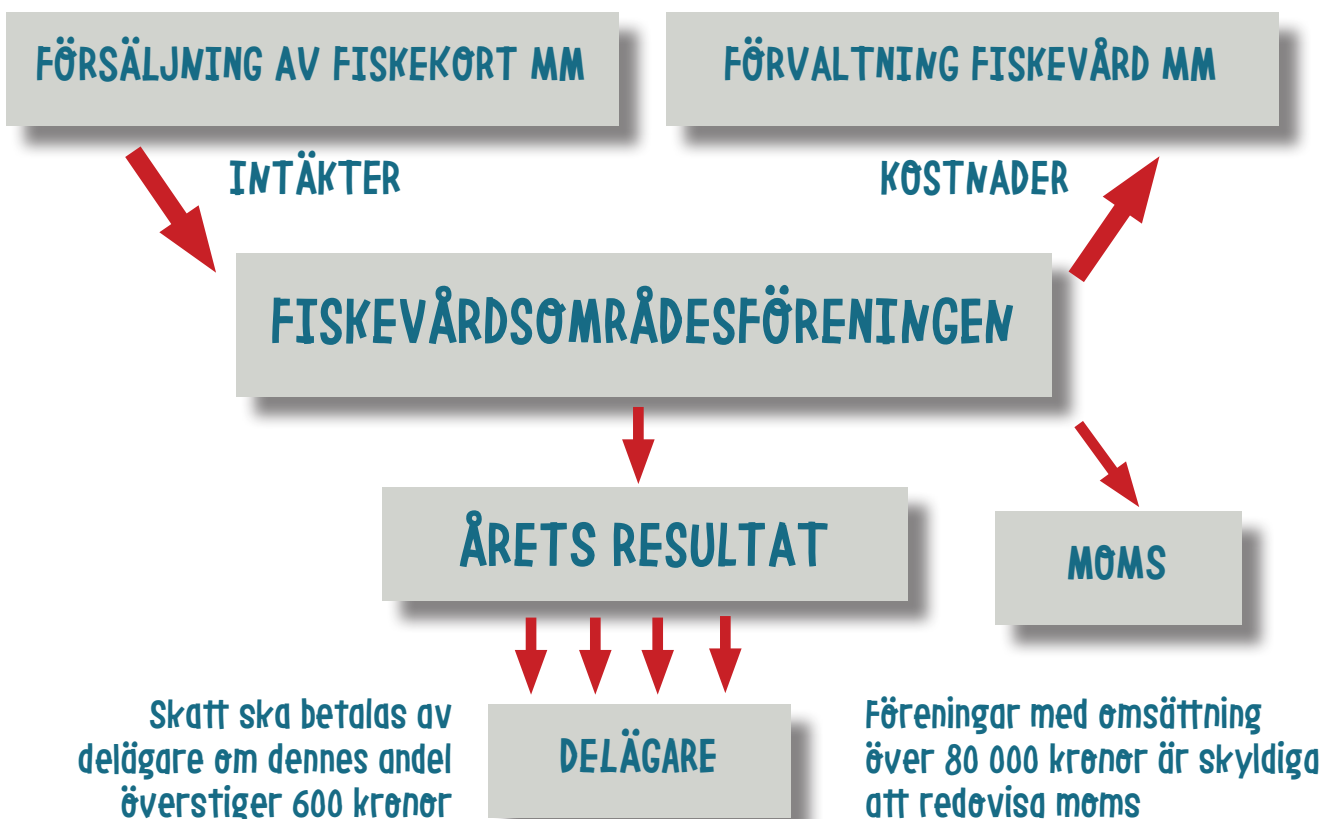 FÖRSÄLJNING AV FISKEKORT MM
FÖRVALTNING FISKEVÅRD MM
INTÄKTER
KOSTNADER
FISKEVÅRDSOMRÅDESFÖRENINGEN
ÅRETS RESULTAT
MOMS
Skatt ska betalas av
delägare om dennes andel
överstiger 600 kronor
DELÄGARE
Föreningar med omsättning
över 80 000 kronor är skyldiga
att redovisa moms